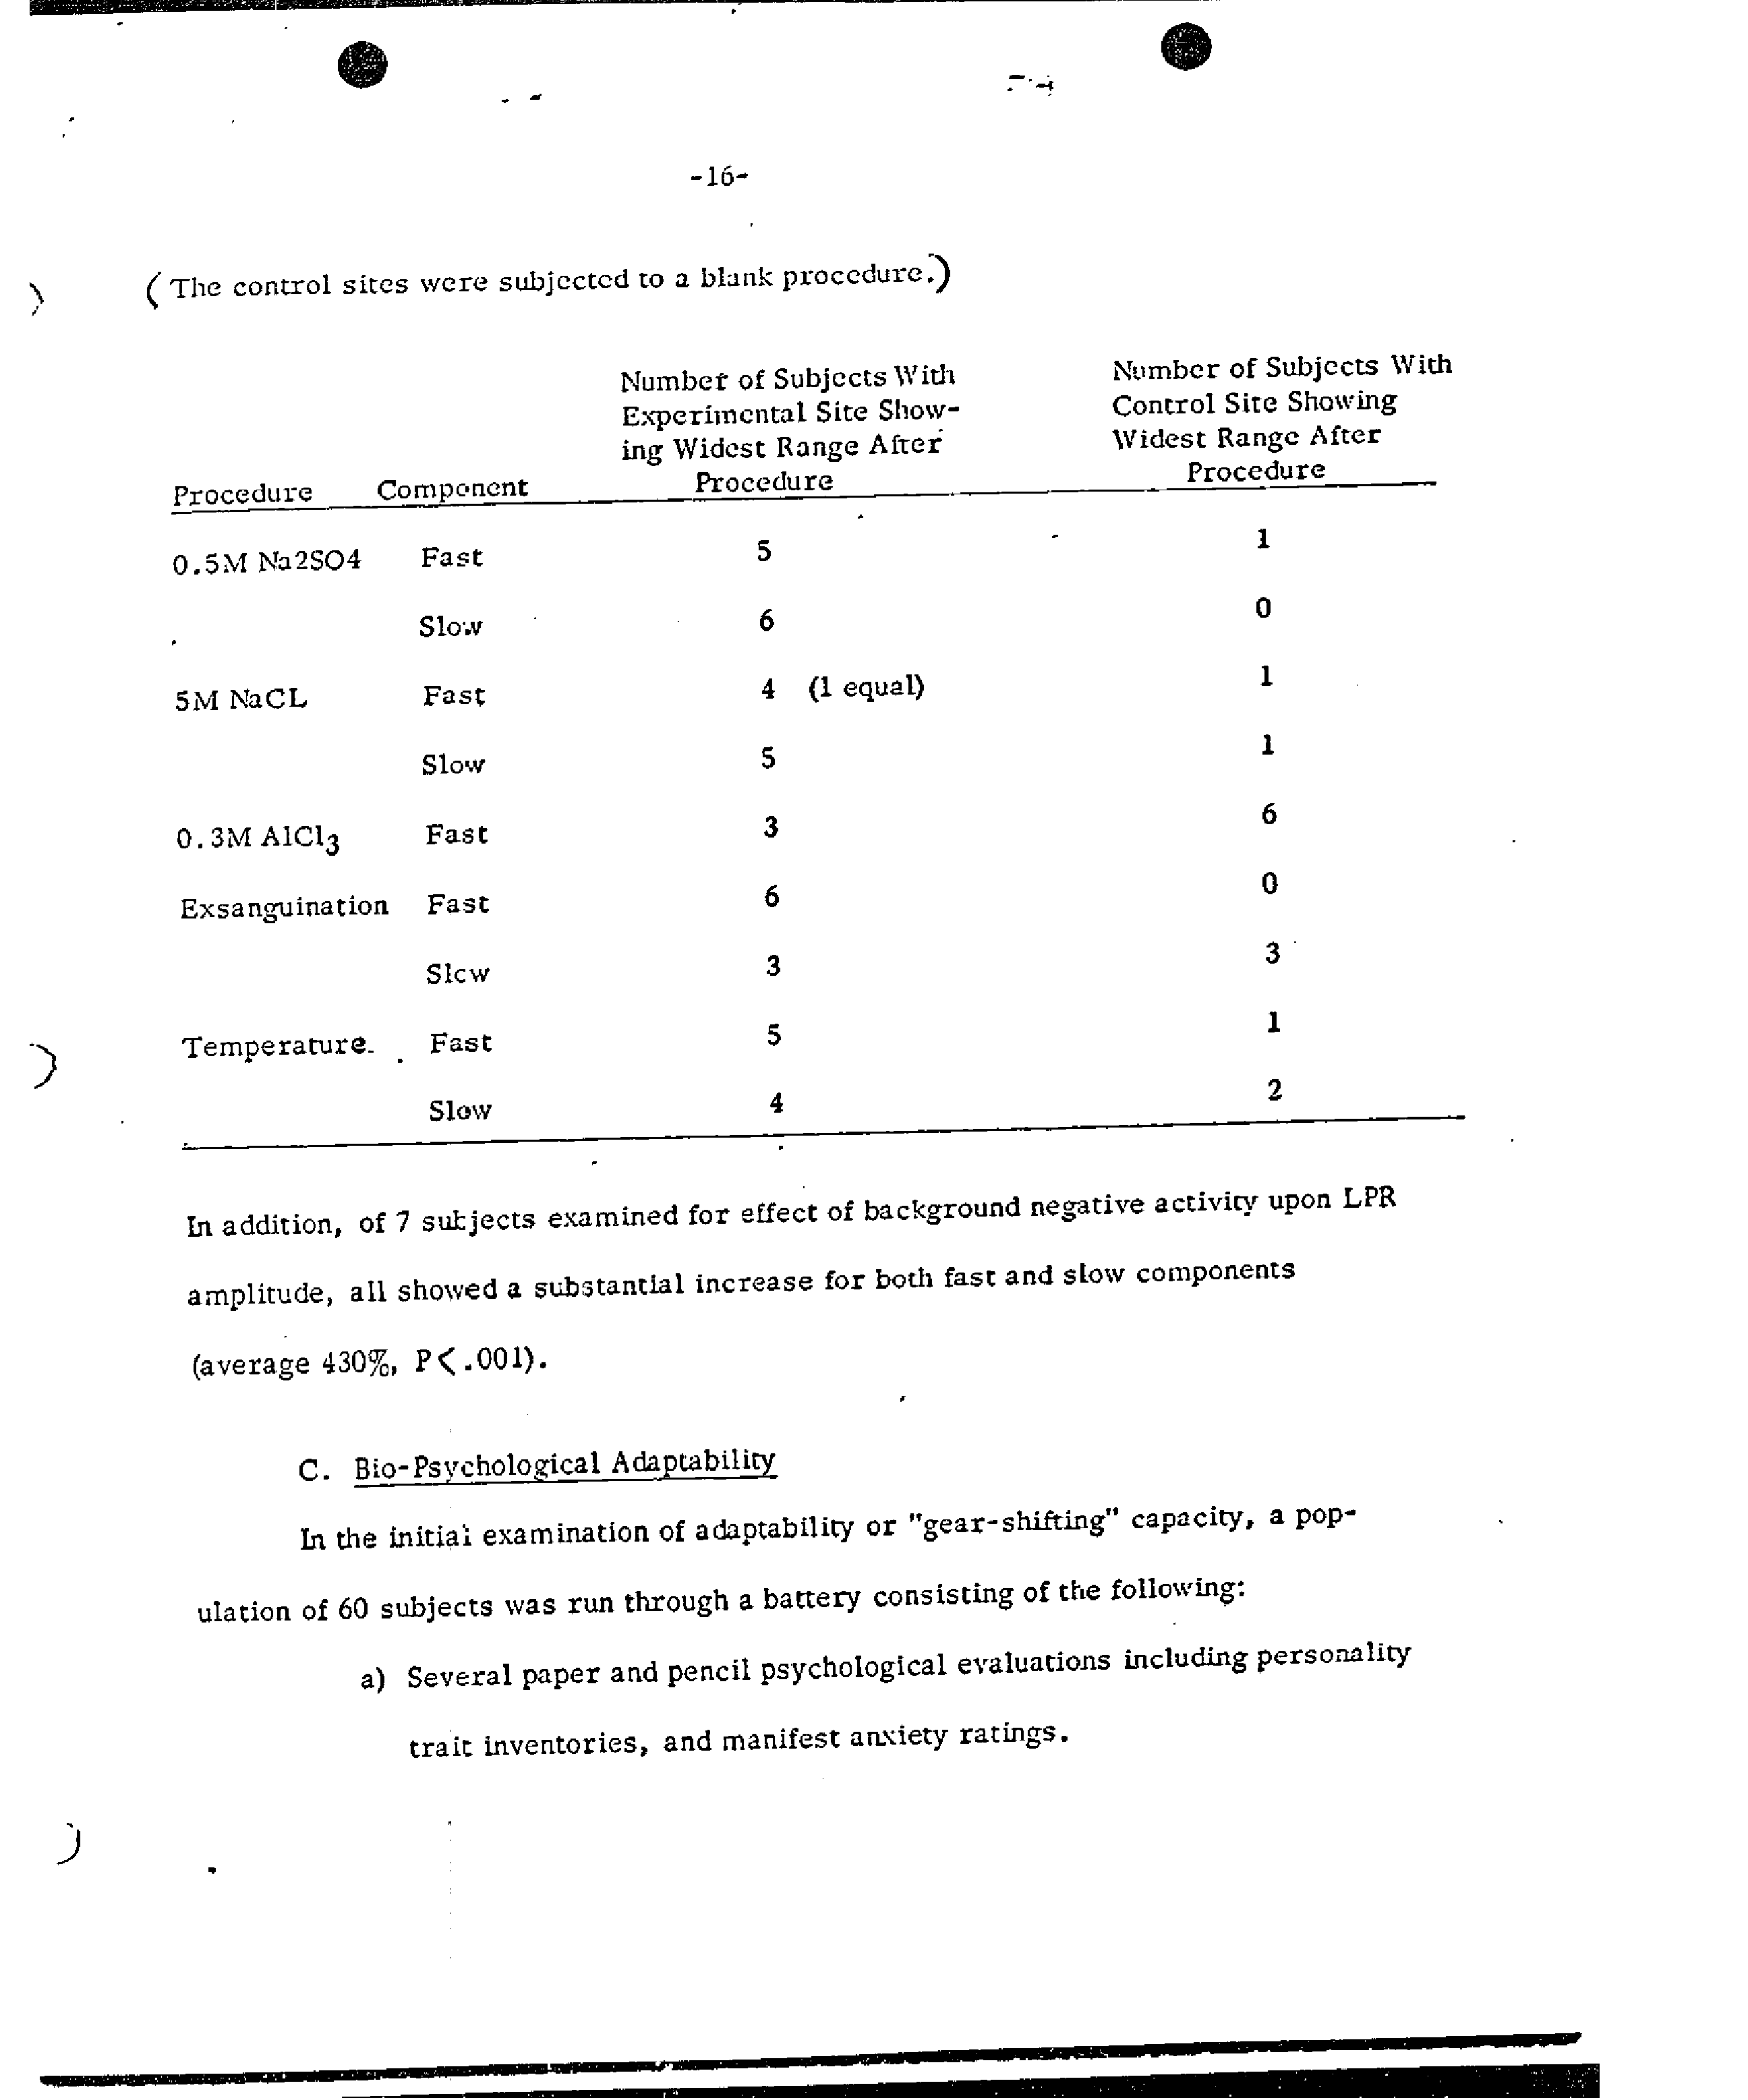 -16-
(The control sites were subjected to a blank procedure.)
Number of Subjects With Number of Subjects With
Experimental Site Show- Control Site Showing
ing Widest Range After Widest Range After
Procedure Component Procedure Procedure
0.5M Na2SO4 Fast 5 1
Slow 6 0
5M NaCL Fast 4 (1 equal) 1
Slow 5 1
0.3M AlCl3 Fast 3 6
Exsanguination Fast 6 0
Slow 3 3
Temperature Fast 5 1
Slow 4 2
In addition, of 7 subjects examined for effect of background negative activity upon LPR
amplitude, all showed a substantial increase for both fast and slow components
(average 430%, P<.001).
C. Bio-Psychological Adaptability
In the initial examination of adaptability or "gear-shifting" capacity, a pop-
ulation of 60 subjects was run through a battery consisting of the following:
a) Several paper and pencil psychological evaluations including personality
trait inventories, and manifest anxiety ratings.